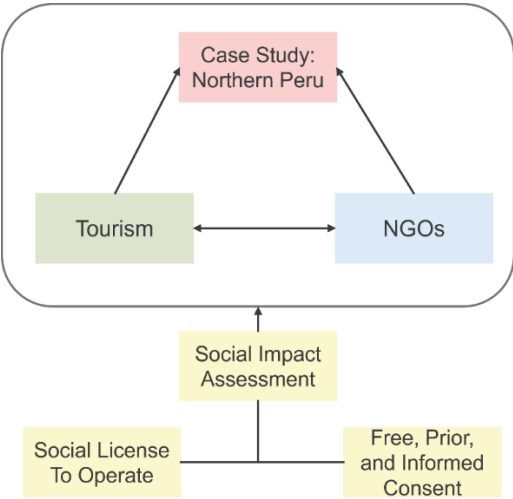 Case Study:
Northern Peru
Tourism
NGOs
Social Impact
Assessment
Social License
To Operate
Free, Prior,
and Informed
Consent